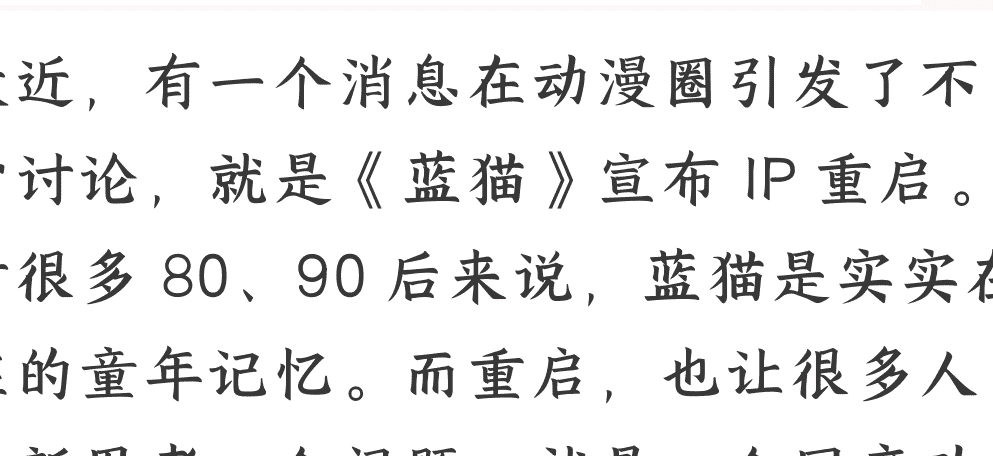 近，有一个消息在动漫圈引发了不
讨论，就是《蓝猫》宣布 IP 重启。
很多 80、90 后来说，蓝猫是实实在
的童年记忆。而重启，也让很多人